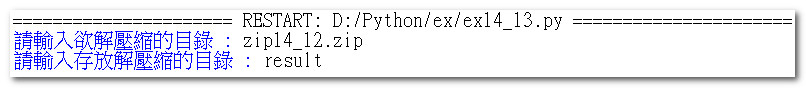 ====================== RESTART: D:/Python/ex/ex14_13.py ======================
請輸入欲解壓縮的目錄 : zip14_12.zip
請輸入存放解壓縮的目錄 : result